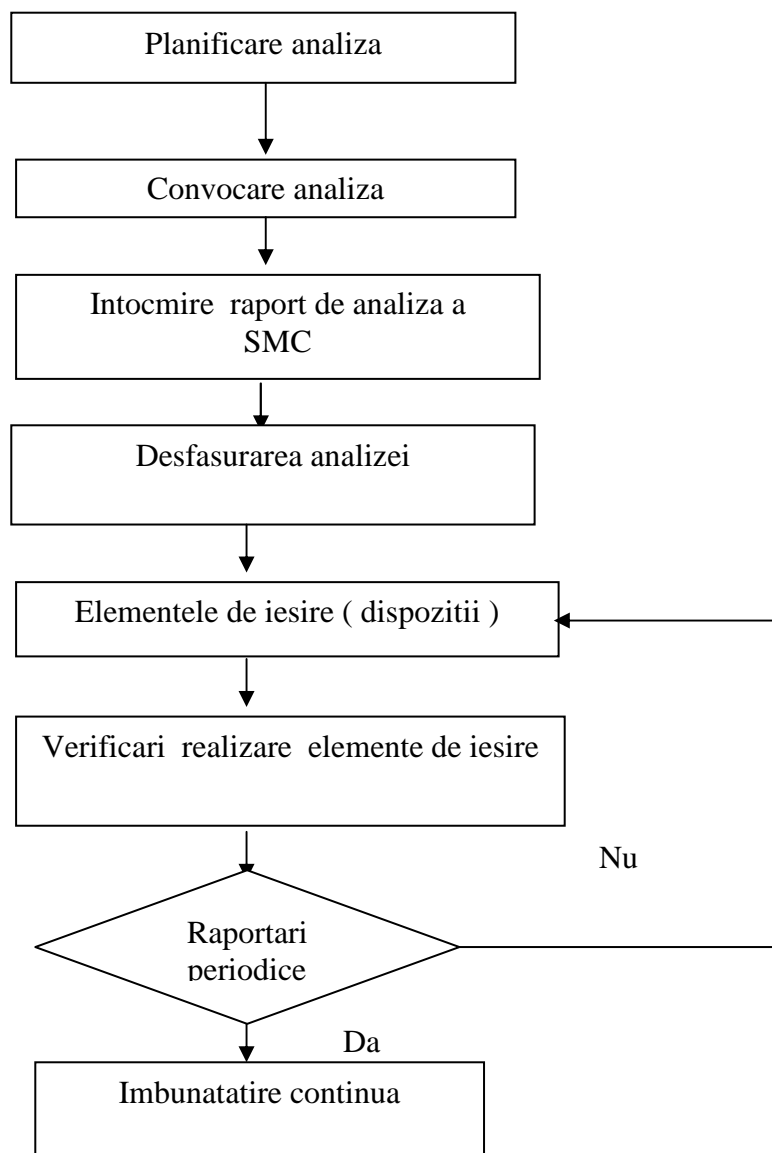 Planificare analiza
Convocare analiza
Intocmire raport de analiza a
SMC
Desfasurarea analizei
Elementele de iesire ( dispozitii )
Verificari realizare elemente de iesire
Nu
Raportari
periodice
Da
Imbunatatire continua